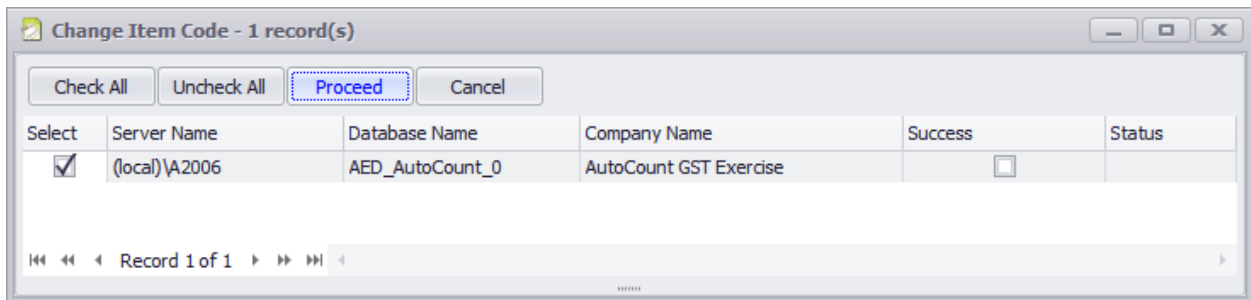 Change Item Code - 1 record(s)
Check All Uncheck All Proceed Cancel
Select Server Name Database Name Company Name Success Status
(local)\A2006 AED_AutoCount_0 AutoCount GST Exercise
Record 1 of 1